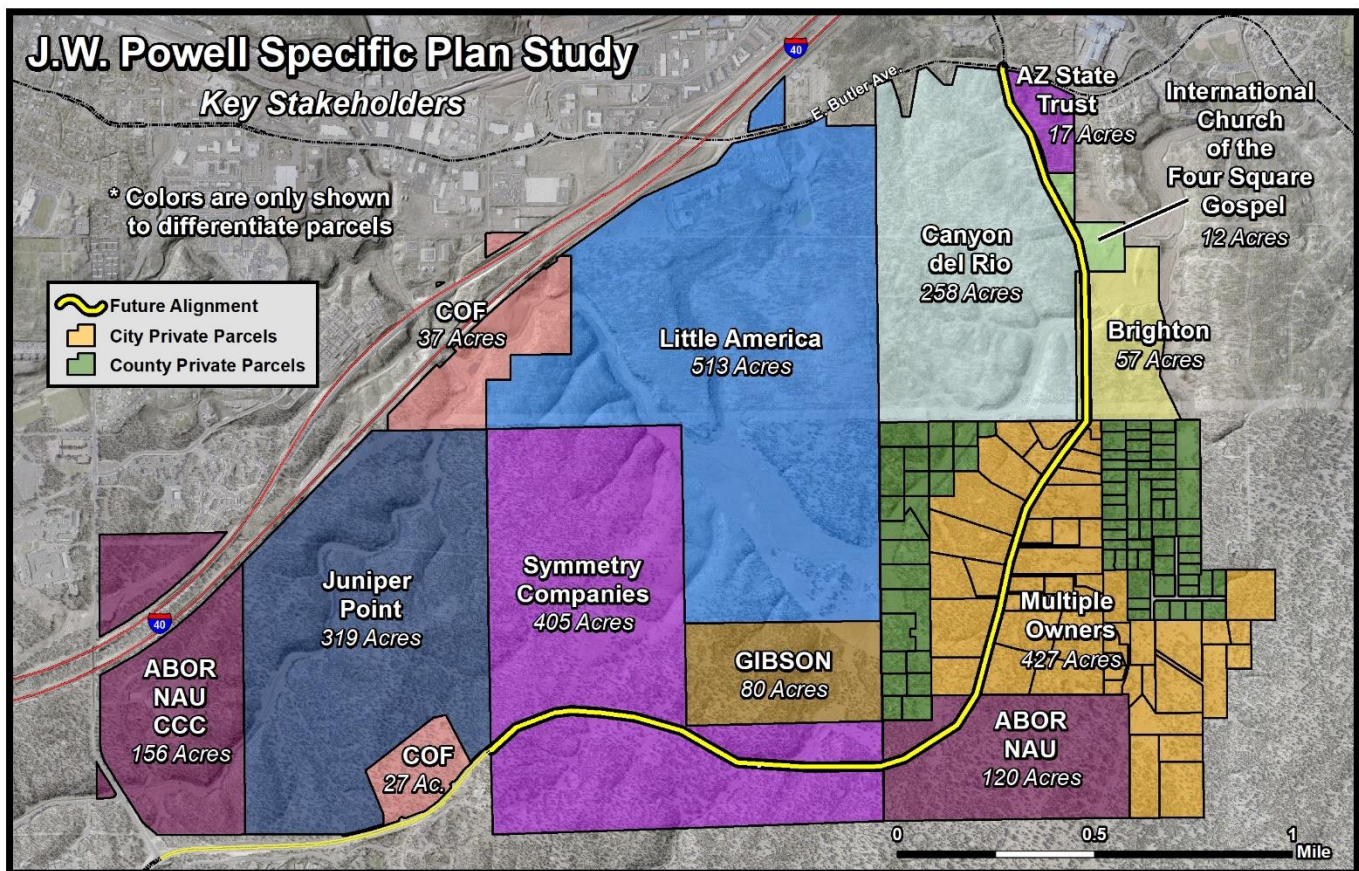 J.W. Powell Specific Plan Study
Key Stakeholders
* Colors are only shown
to differentiate parcels
Future Alignment
City Private Parcels
County Private Parcels
40
E. Butler Ave.
AZ State
Trust
17 Acres
International
Church
of the
Four Square
Gospel
12 Acres
Canyon
del Rio
258 Acres
COF
37 Acres
Little America
513 Acres
Brighton
57 Acres
Juniper
Point
319 Acres
Symmetry
Companies
405 Acres
Multiple
Owners
427 Acres
40
ABOR
NAU
CCC
156 Acres
GIBSON
80 Acres
COF
27 Ac.
ABOR
NAU
120 Acres
0
0.5
1
Mile